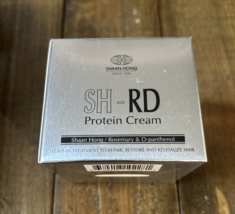 SHAAN HONQ
SH-RD
Protein Cream
Shaan Honq / Rosemary & D-panthenol
LEAVE-IN TREATMENT TO REPAIR, RESTORE AND REVITALIZE HAIR